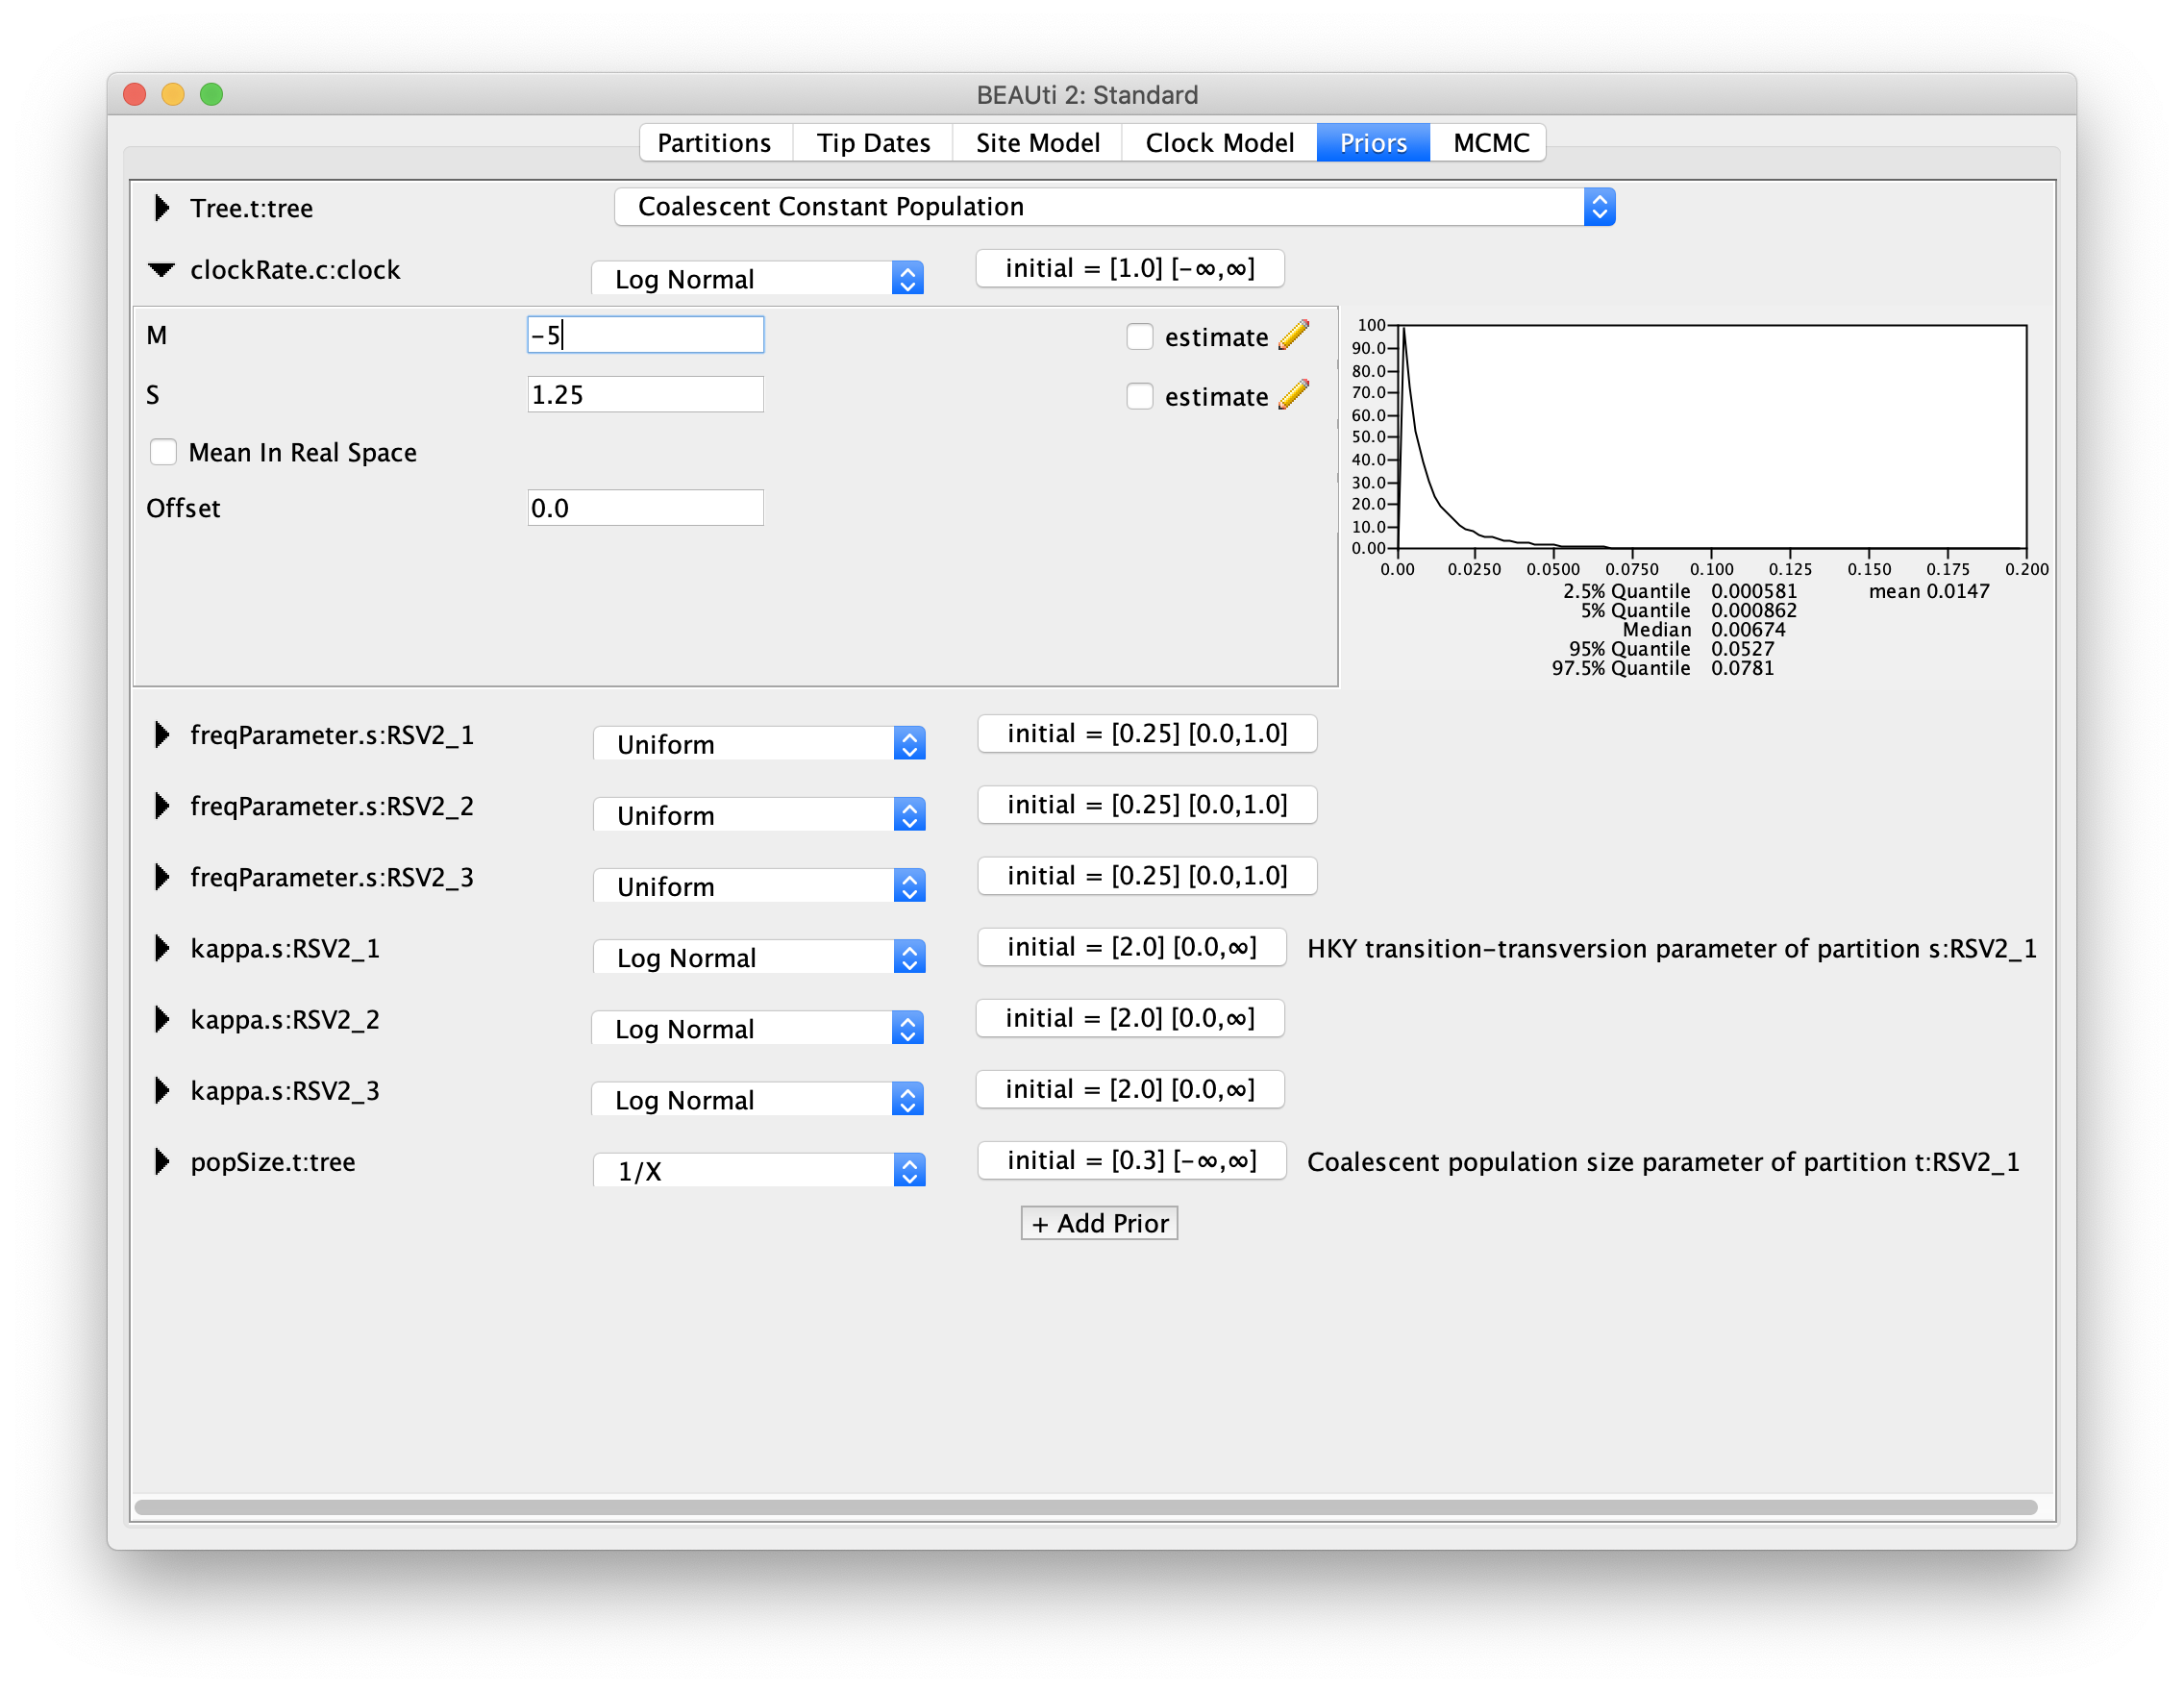 BEAUti 2: Standard
Partitions Tip Dates Site Model Clock Model Priors MCMC
Tree.t:tree Coalescent Constant Population
clockRate.c:clock Log Normal initial = [1.0] [-∞,∞]
M -5 estimate
S 1.25 estimate
Mean In Real Space
Offset 0.0
100
90.0
80.0
70.0
60.0
50.0
40.0
30.0
20.0
10.0
0.00
0.00 0.0250 0.0500 0.0750 0.100 0.125 0.150 0.175 0.200
2.5% Quantile 0.000581 mean 0.0147
5% Quantile 0.000862
Median 0.00674
95% Quantile 0.0527
97.5% Quantile 0.0781
freqParameter.s:RSV2_1 Uniform initial = [0.25] [0.0,1.0]
freqParameter.s:RSV2_2 Uniform initial = [0.25] [0.0,1.0]
freqParameter.s:RSV2_3 Uniform initial = [0.25] [0.0,1.0]
kappa.s:RSV2_1 Log Normal initial = [2.0] [0.0,∞] HKY transition-transversion parameter of partition s:RSV2_1
kappa.s:RSV2_2 Log Normal initial = [2.0] [0.0,∞]
kappa.s:RSV2_3 Log Normal initial = [2.0] [0.0,∞]
popSize.t:tree 1/X initial = [0.3] [-∞,∞] Coalescent population size parameter of partition t:RSV2_1
+ Add Prior